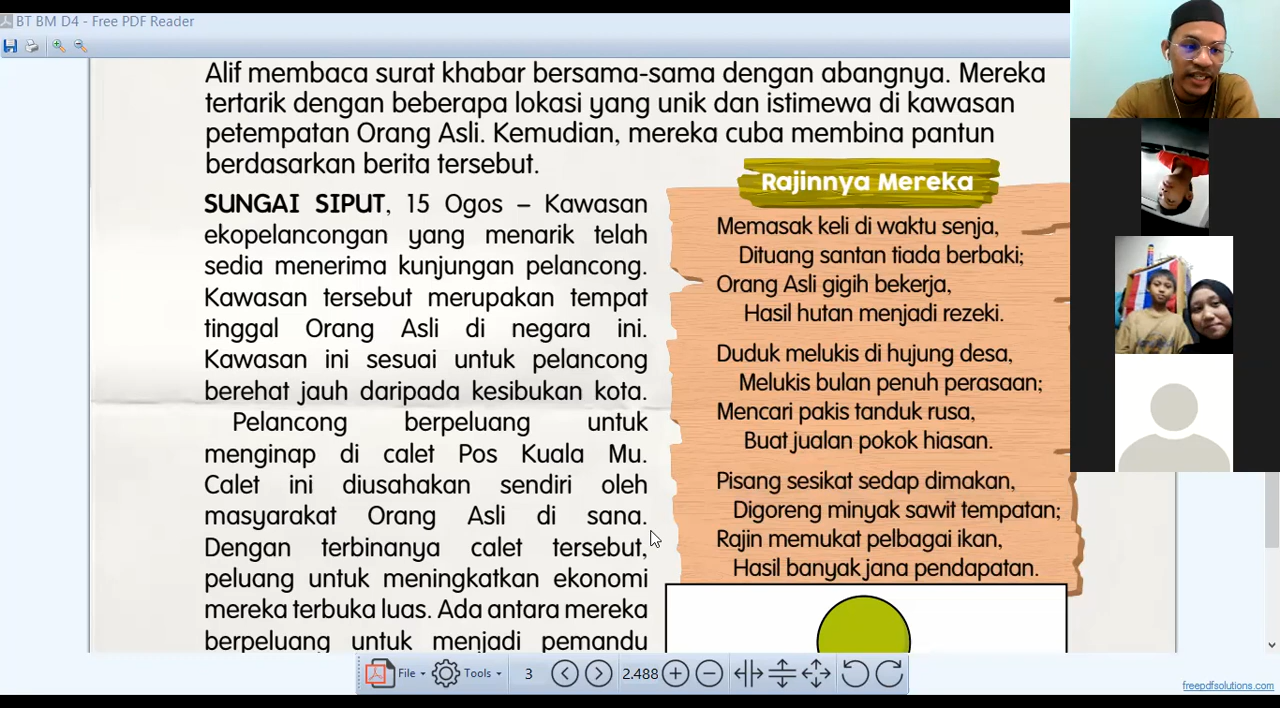 BT BM D4 - Free PDF Reader
Alif membaca surat khabar bersama-sama dengan abangnya. Mereka
tertarik dengan beberapa lokasi yang unik dan istimewa di kawasan
petempatan Orang Asli. Kemudian, mereka cuba membina pantun
berdasarkan berita tersebut.
SUNGAI SIPUT, 15 Ogos – Kawasan
ekopelancongan yang menarik telah
sedia menerima kunjungan pelancong.
Kawasan tersebut merupakan tempat
tinggal Orang Asli di negara ini.
Kawasan ini sesuai untuk pelancong
berehat jauh daripada kesibukan kota.
Pelancong berpeluang untuk
menginap di calet Pos Kuala Mu.
Calet ini diusahakan sendiri oleh
masyarakat Orang Asli di sana.
Dengan terbinanya calet tersebut,
peluang untuk meningkatkan ekonomi
mereka terbuka luas. Ada antara mereka
berpeluang untuk menjadi pemandu
Rajinnya Mereka
Memasak keli di waktu senja,
Dituang santan tiada berbaki;
Orang Asli gigih bekerja,
Hasil hutan menjadi rezeki.
Duduk melukis di hujung desa,
Melukis bulan penuh perasaan;
Mencari pakis tanduk rusa,
Buat jualan pokok hiasan.
Pisang sesikat sedap dimakan,
Digoreng minyak sawit tempatan;
Rajin memukat pelbagai ikan,
Hasil banyak jana pendapatan.
File
Tools
3
2.488
freepdfsolutions.com